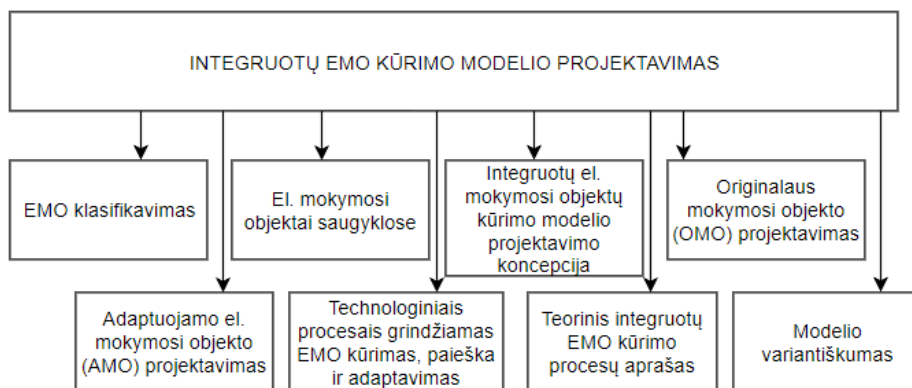 INTEGRUOTŲ EMO KŪRIMO MODELIO PROJEKTAVIMAS
EMO klasifikavimas
El. mokymosi
objektai saugyklose
Integruotų el.
mokymosi objektų
kūrimo modelio
projektavimo
koncepcija
Originalaus
mokymosi objekto
(OMO) projektavimas
Adaptuojamo el.
mokymosi objekto
(AMO) projektavimas
Technologiniais
procesais grindžiamas
EMO kūrimas, paieška
ir adaptavimas
Teorinis integruotų
EMO kūrimo
procesų aprašas
Modelio
variantiškumas